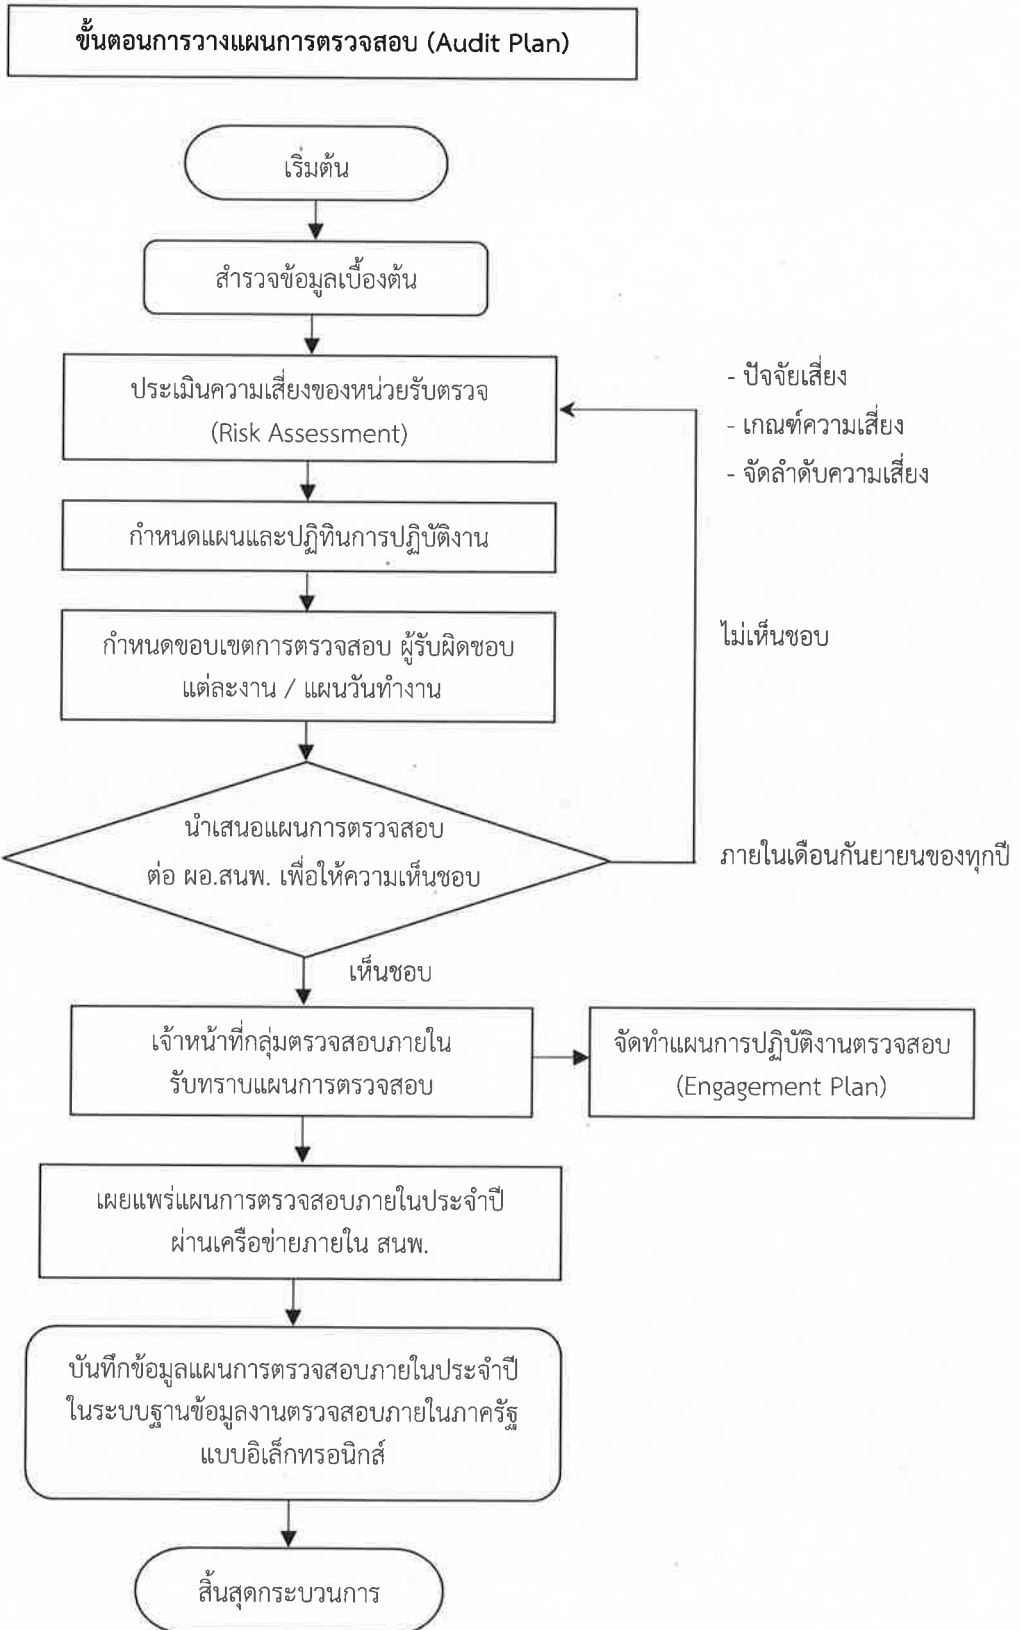 ขั้นตอนการวางแผนการตรวจสอบ (Audit Plan)
เริ่มต้น
สำรวจข้อมูลเบื้องต้น
ประเมินความเสี่ยงของหน่วยรับตรวจ
(Risk Assessment)
- ปัจจัยเสี่ยง
- เกณฑ์ความเสี่ยง
- จัดลำดับความเสี่ยง
กำหนดแผนและปฏิทินการปฏิบัติงาน
กำหนดขอบเขตการตรวจสอบ ผู้รับผิดชอบ
แต่ละงาน / แผนวันทำงาน
ไม่เห็นชอบ
นำเสนอแผนการตรวจสอบ
ต่อ ผอ.สนพ. เพื่อให้ความเห็นชอบ
ภายในเดือนกันยายนของทุกปี
เห็นชอบ
เจ้าหน้าที่กลุ่มตรวจสอบภายใน
รับทราบแผนการตรวจสอบ
จัดทำแผนการปฏิบัติงานตรวจสอบ
(Engagement Plan)
เผยแพร่แผนการตรวจสอบภายในประจำปี
ผ่านเครือข่ายภายใน สนพ.
บันทึกข้อมูลแผนการตรวจสอบภายในประจำปี
ในระบบฐานข้อมูลงานตรวจสอบภายในภาครัฐ
แบบอิเล็กทรอนิกส์
สิ้นสุดกระบวนการ